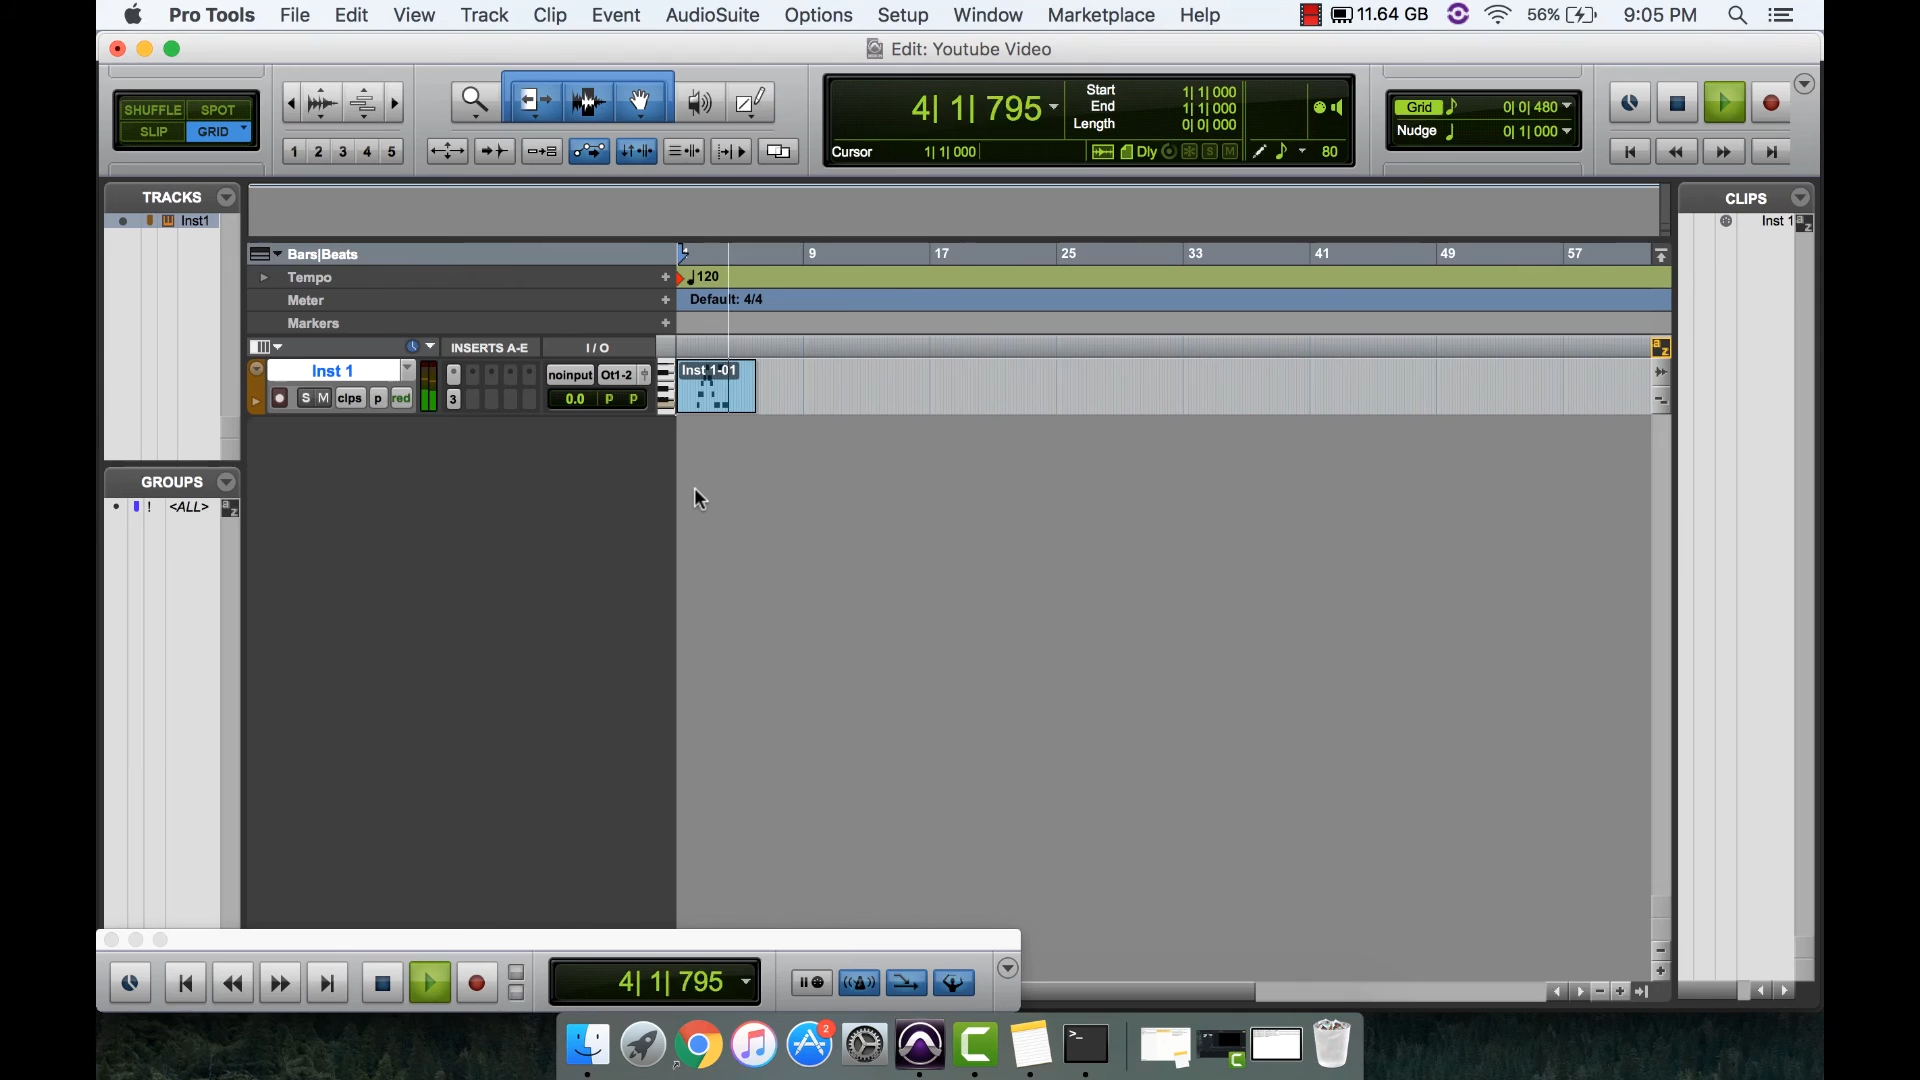 Pro Tools File Edit View Track Clip Event AudioSuite Options Setup Window Marketplace Help 11.64 GB 56% 9:05 PM
Edit: Youtube Video
SHUFFLE SPOT
SLIP GRID
1 2 3 4 5
4| 1| 795
Start 1| 1| 000
End 1| 1| 000
Length 0| 0| 000
Cursor 1| 1| 000 Dly S M 80
Grid 0| 0| 480
Nudge 0| 1| 000
TRACKS
Inst1
CLIPS
Inst 1
a z
Bars|Beats 9 17 25 33 41 49 57
Tempo + 120
Meter + Default: 4/4
Markers +
INSERTS A-E I / O
a z
Inst 1 noinput Ot1-2 Inst 1-01
S M clps p red 3 0.0 P P
GROUPS
! <ALL> a z
4| 1| 795
2